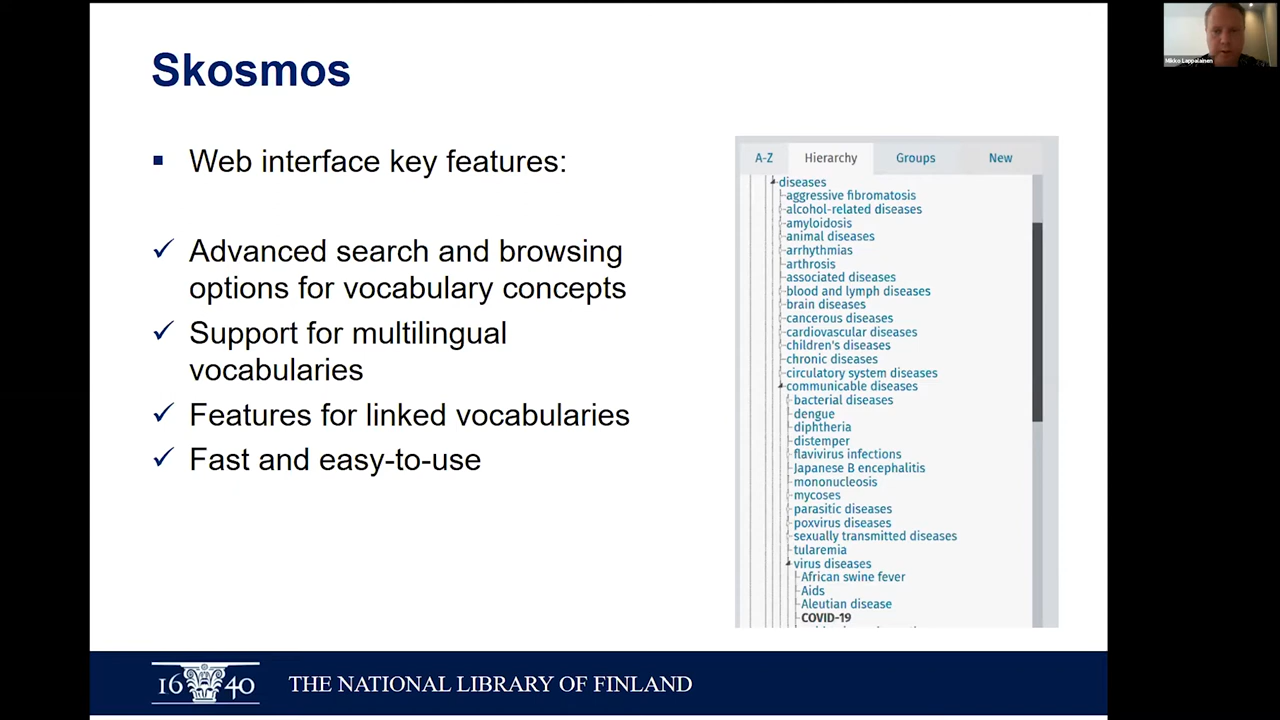 Skosmos
Web interface key features:
Advanced search and browsing
options for vocabulary concepts
Support for multilingual
vocabularies
Features for linked vocabularies
Fast and easy-to-use
A-Z Hierarchy Groups New
diseases
aggressive fibromatosis
alcohol-related diseases
amyloidosis
animal diseases
arrhythmias
arthrosis
associated diseases
blood and lymph diseases
brain diseases
cancerous diseases
cardiovascular diseases
children's diseases
chronic diseases
circulatory system diseases
communicable diseases
bacterial diseases
dengue
diphtheria
distemper
flavivirus infections
Japanese B encephalitis
mononucleosis
mycoses
parasitic diseases
poxvirus diseases
sexually transmitted diseases
tularemia
virus diseases
African swine fever
Aids
Aleutian disease
COVID-19
16 40 THE NATIONAL LIBRARY OF FINLAND
Mikko Lappalainen